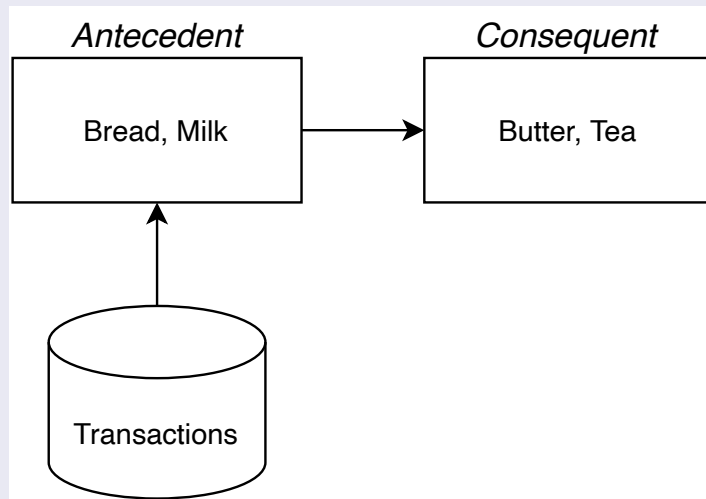 Antecedent
Consequent
Bread, Milk
Butter, Tea
Transactions